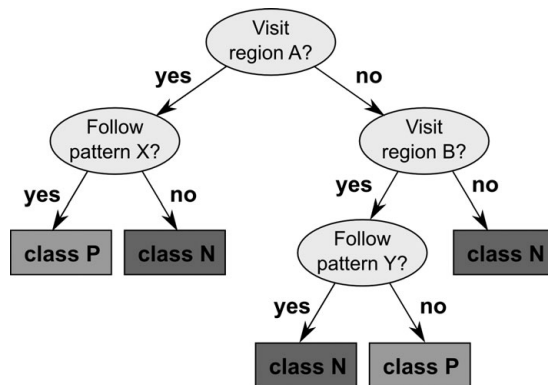 Visit
region A?
yes
no
Follow
pattern X?
Visit
region B?
yes
no
yes
no
class P
class N
Follow
pattern Y?
class N
yes
no
class N
class P